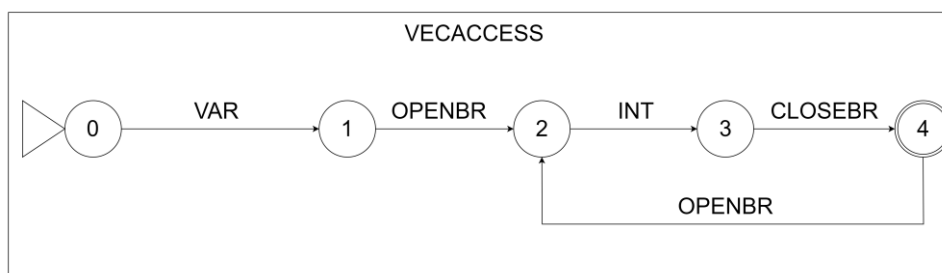 VECACCESS
VAR
OPENBR
INT
CLOSEBR
0
1
2
3
4
OPENBR